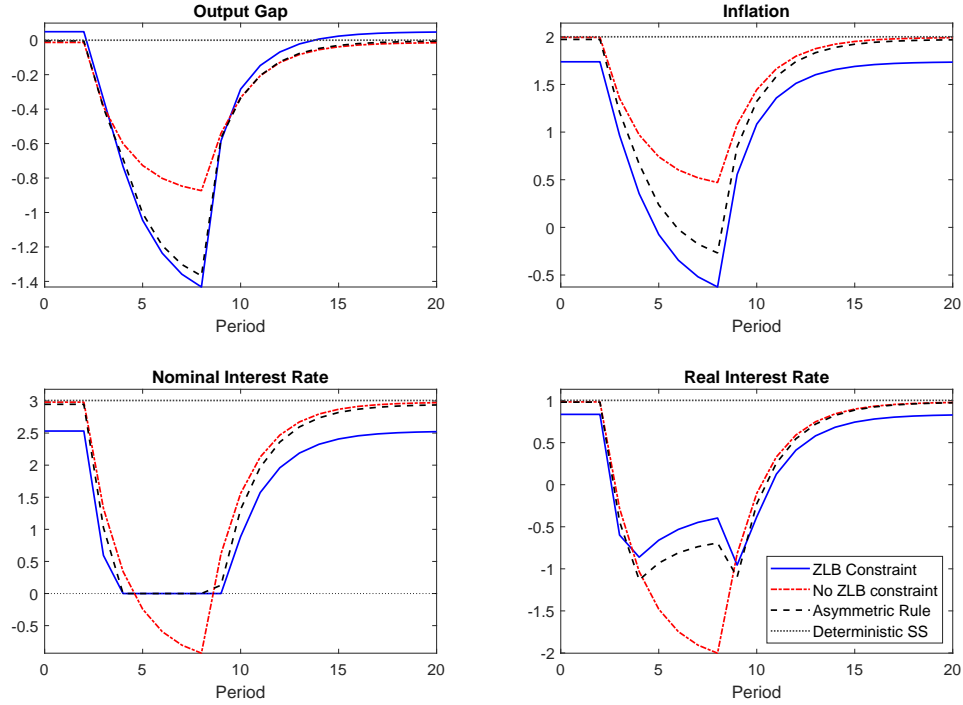 Output Gap
0
-0.2
-0.4
-0.6
-0.8
-1
-1.2
-1.4
0 5 10 15 20
Period
Inflation
2
1.5
1
0.5
0
-0.5
0 5 10 15 20
Period
Nominal Interest Rate
3
2.5
2
1.5
1
0.5
0
-0.5
0 5 10 15 20
Period
Real Interest Rate
1
0.5
0
-0.5
-1
-1.5
-2
0 5 10 15 20
Period
ZLB Constraint
No ZLB constraint
Asymmetric Rule
Deterministic SS